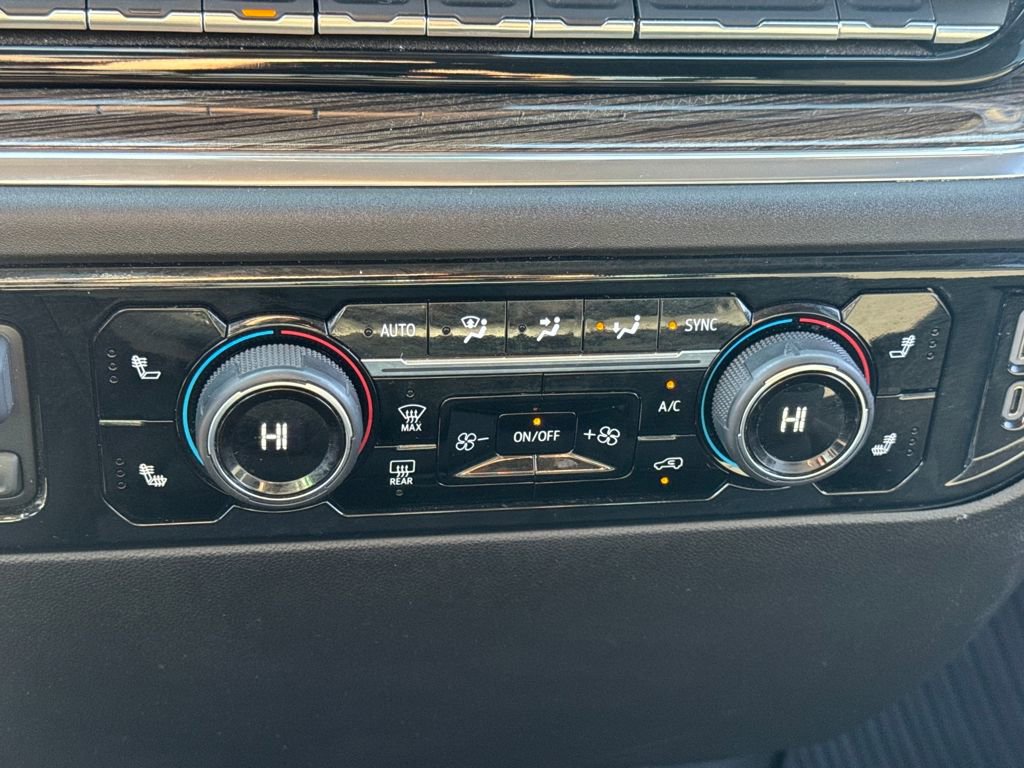 AUTO
SYNC
HI
MAX
ON/OFF
A/C
HI
REAR